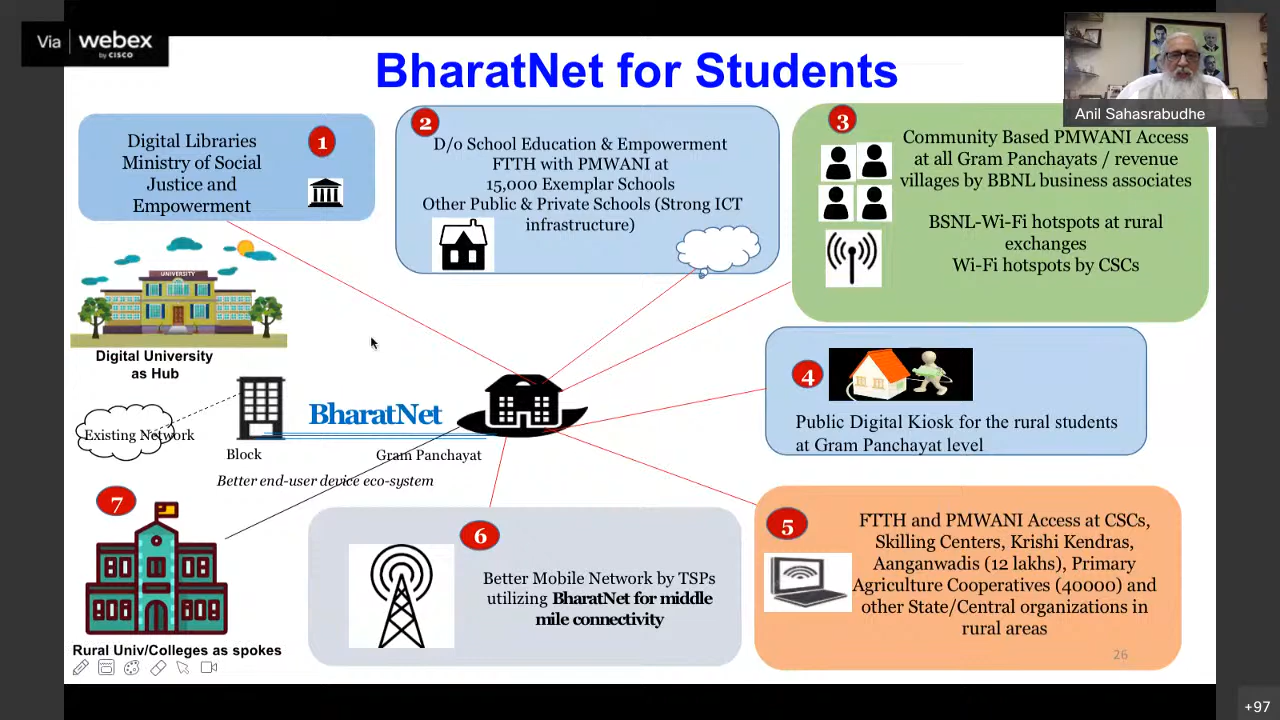 Via webex
by CISCO
BharatNet for Students
Anil Sahasrabudhe
1
Digital Libraries
Ministry of Social
Justice and
Empowerment
2
D/o School Education & Empowerment
FTTH with PMWANI at
15,000 Exemplar Schools
Other Public & Private Schools (Strong ICT
infrastructure)
3
Community Based PMWANI Access
at all Gram Panchayats / revenue
villages by BBNL business associates
BSNL-Wi-Fi hotspots at rural
exchanges
Wi-Fi hotspots by CSCs
UNIVERSITY
Digital University
as Hub
4
Public Digital Kiosk for the rural students
at Gram Panchayat level
BharatNet
Existing Network
Block
Gram Panchayat
Better end-user device eco-system
7
Rural Univ/Colleges as spokes
6
Better Mobile Network by TSPs
utilizing BharatNet for middle
mile connectivity
5
FTTH and PMWANI Access at CSCs,
Skilling Centers, Krishi Kendras,
Aanganwadis (12 lakhs), Primary
Agriculture Cooperatives (40000) and
other State/Central organizations in
rural areas
26
+97